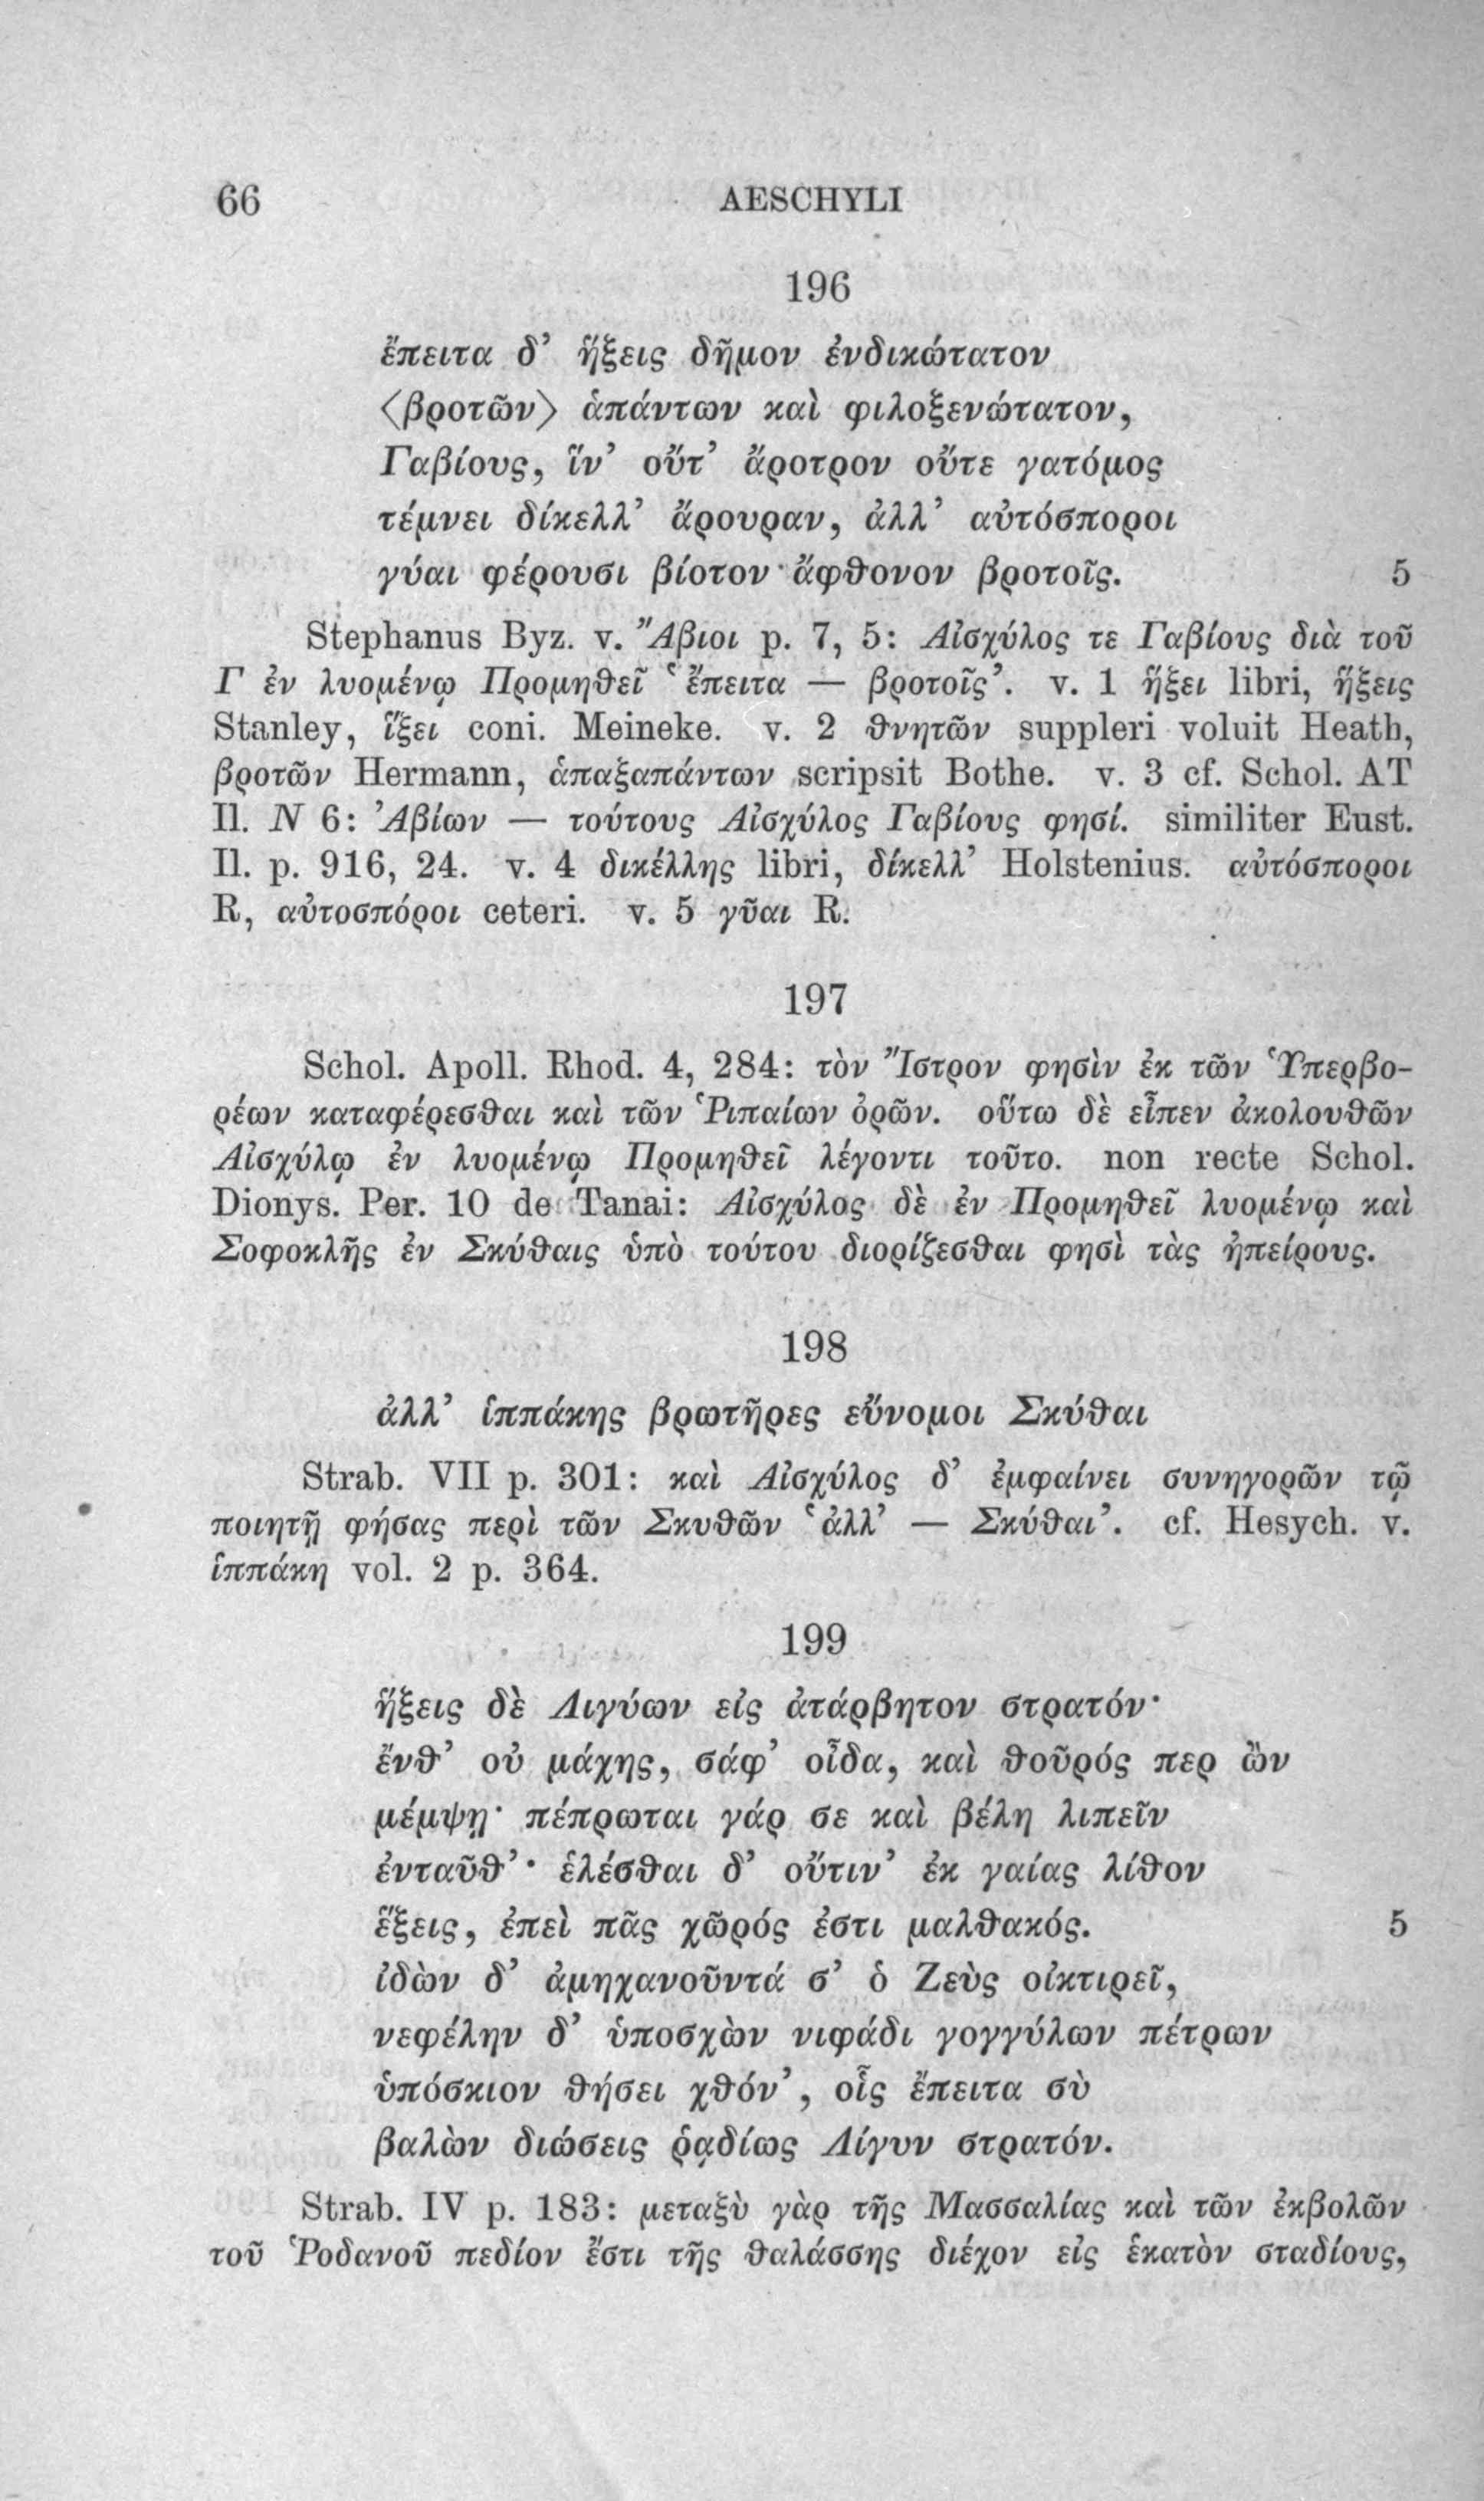 66 AESCHYLI
196
ἔπειτα δ’ ἥξεις δῆμον ἐνδικώτατον
〈βροτῶν〉 ἁπάντων καὶ φιλοξενώτατον,
Γαβίους, ἵν’ οὔτ’ ἄροτρον οὔτε γατόμος
τέμνει δίκελλ’ ἄρουραν, ἀλλ’ αὐτόσποροι
γύαι φέρουσι βίοτον ἄφθονον βροτοῖς. 5
Stephanus Byz. v. Ἄβιοι p. 7, 5: Αἰσχύλος τε Γαβίους διὰ τοῦ
Γ ἐν λυομένῳ Προμηθεῖ ‘ἔπειτα — βροτοῖς’. v. 1 ἥξει libri, ἥξεις
Stanley, ἵξει coni. Meineke. v. 2 θνητῶν suppleri voluit Heath,
βροτῶν Hermann, ἁπαξαπάντων scripsit Bothe. v. 3 cf. Schol. AT
Il. N 6: Ἀβίων — τούτους Αἰσχύλος Γαβίους φησί. similiter Eust.
Il. p. 916, 24. v. 4 δικέλλης libri, δίκελλ’ Holstenius. αὐτόσποροι
R, αὐτοσπόροι ceteri. v. 5 γῦαι R.
197
Schol. Apoll. Rhod. 4, 284: τὸν Ἴστρον φησὶν ἐκ τῶν Ὑπερβο-
ρέων καταφέρεσθαι καὶ τῶν Ῥιπαίων ὀρῶν. οὕτω δὲ εἶπεν ἀκολουθῶν
Αἰσχύλῳ ἐν λυομένῳ Προμηθεῖ λέγοντι τοῦτο. non recte Schol.
Dionys. Per. 10 de Tanai: Αἰσχύλος δὲ ἐν Προμηθεῖ λυομένῳ καὶ
Σοφοκλῆς ἐν Σκύθαις ὑπὸ τούτου διορίζεσθαι φησὶ τὰς ἠπείρους.
198
ἀλλ’ ἱππάκης βρωτῆρες εὔνομοι Σκύθαι
Strab. VII p. 301: καὶ Αἰσχύλος δ’ ἐμφαίνει συνηγορῶν τῷ
ποιητῇ φήσας περὶ τῶν Σκυθῶν ‘ἀλλ’ — Σκύθαι’. cf. Hesych. v.
ἱππάκη vol. 2 p. 364.
199
ἥξεις δὲ Λιγύων εἰς ἀτάρβητον στρατόν·
ἔνθ’ οὐ μάχης, σάφ’ οἶδα, καὶ θοῦρός περ ὢν
μέμψῃ· πέπρωται γάρ σε καὶ βέλη λιπεῖν
ἐνταῦθ’· ἑλέσθαι δ’ οὔτιν’ ἐκ γαίας λίθον
ἕξεις, ἐπεὶ πᾶς χῶρός ἐστι μαλθακός. 5
ἰδὼν δ’ ἀμηχανοῦντά σ’ ὁ Ζεὺς οἰκτιρεῖ,
νεφέλην δ’ ὑποσχὼν νιφάδι γογγύλων πέτρων
ὑπόσκιον θήσει χθόν’, οἷς ἔπειτα σὺ
βαλὼν διώσεις ῥᾳδίως Λίγυν στρατόν.
Strab. IV p. 183: μεταξὺ γὰρ τῆς Μασσαλίας καὶ τῶν ἐκβολῶν
τοῦ Ῥοδανοῦ πεδίον ἔστι τῆς θαλάσσης διέχον εἰς ἑκατὸν σταδίους,